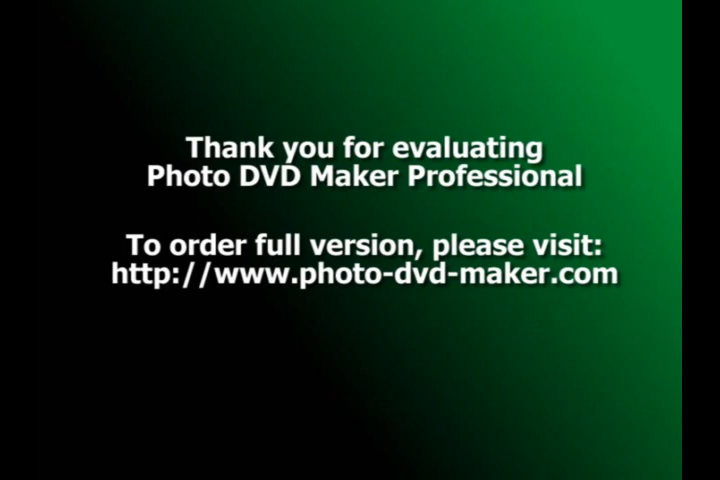 Thank you for evaluating
Photo DVD Maker Professional
To order full version, please visit:
http://www.photo-dvd-maker.com